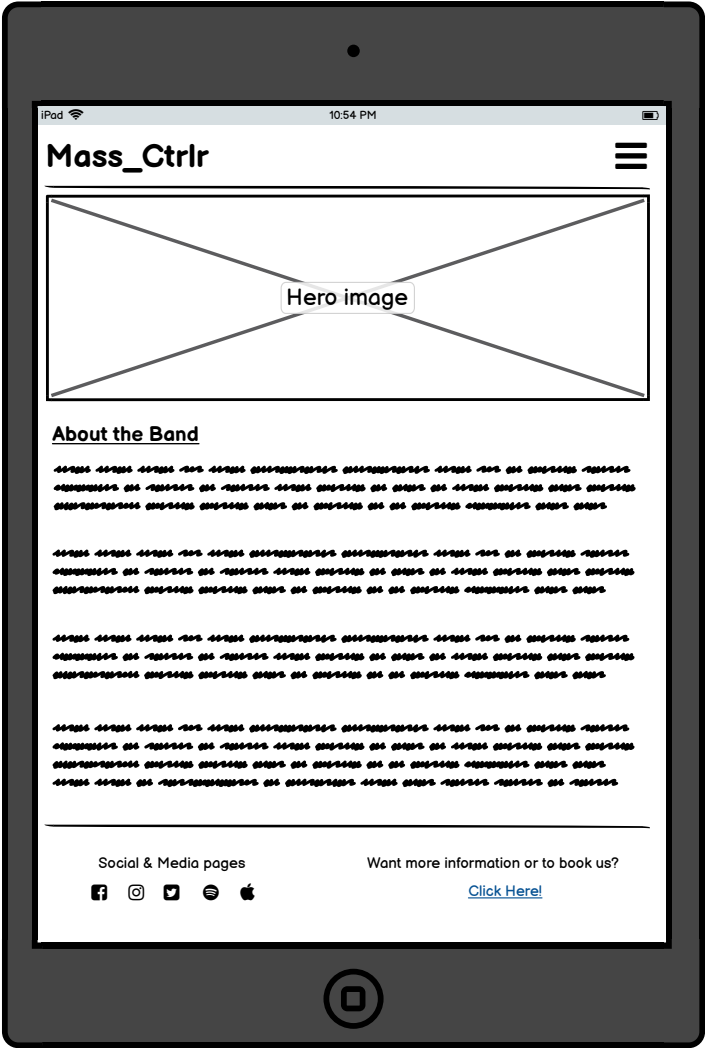 iPad
10:54 PM
Mass_Ctrlr
Hero image
About the Band
Social & Media pages
Want more information or to book us?
Click Here!